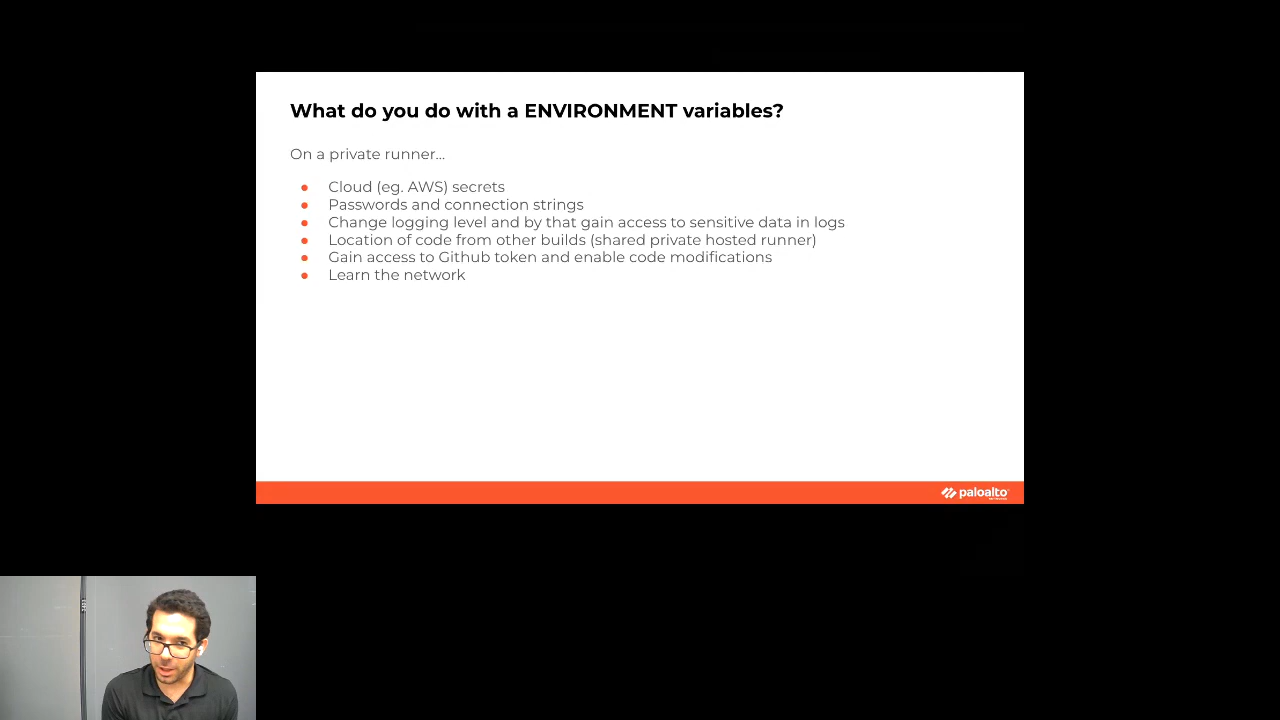 What do you do with a ENVIRONMENT variables?
On a private runner...
● Cloud (eg. AWS) secrets
● Passwords and connection strings
● Change logging level and by that gain access to sensitive data in logs
● Location of code from other builds (shared private hosted runner)
● Gain access to Github token and enable code modifications
● Learn the network
paloalto